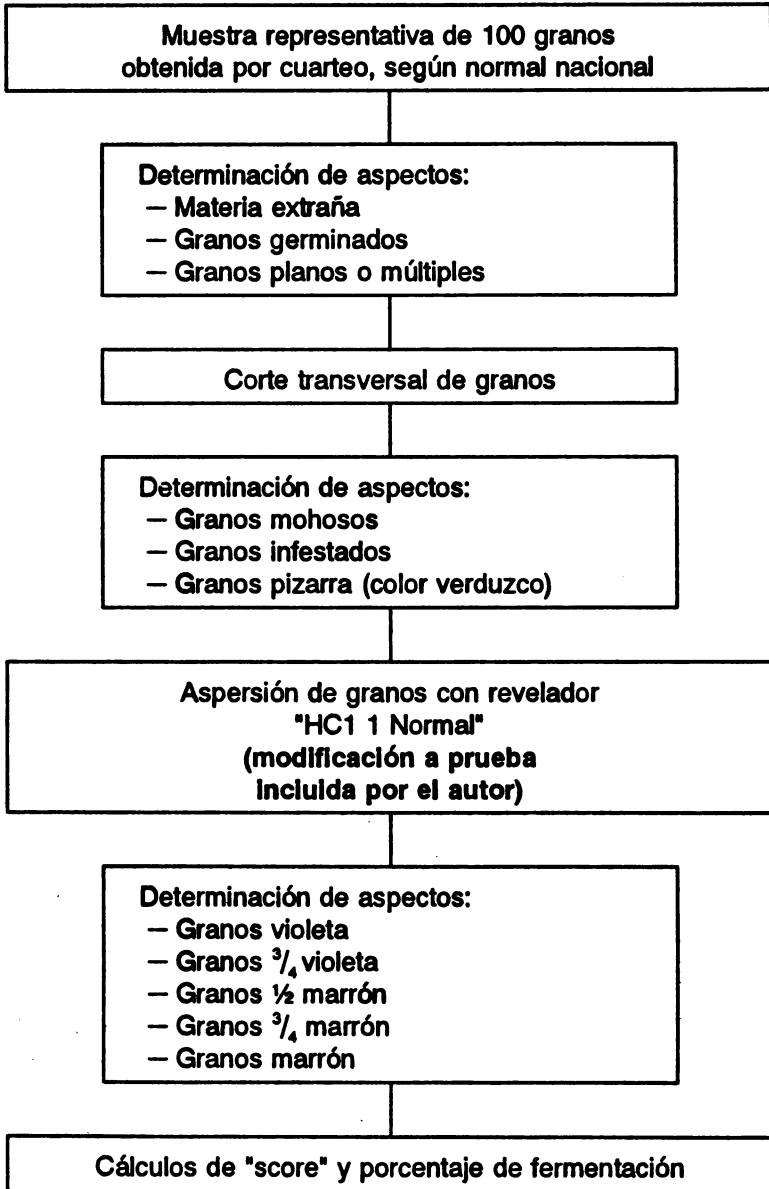 Muestra representativa de 100 granos
obtenida por cuarteo, según normal nacional
Determinación de aspectos:
— Materia extraña
— Granos germinados
— Granos planos o múltiples
Corte transversal de granos
Determinación de aspectos:
— Granos mohosos
— Granos infestados
— Granos pizarra (color verduzco)
Aspersión de granos con revelador
"HC1 1 Normal"
(modificación a prueba
incluida por el autor)
Determinación de aspectos:
— Granos violeta
— Granos 3/4 violeta
— Granos ½ marrón
— Granos 3/4 marrón
— Granos marrón
Cálculos de "score" y porcentaje de fermentación